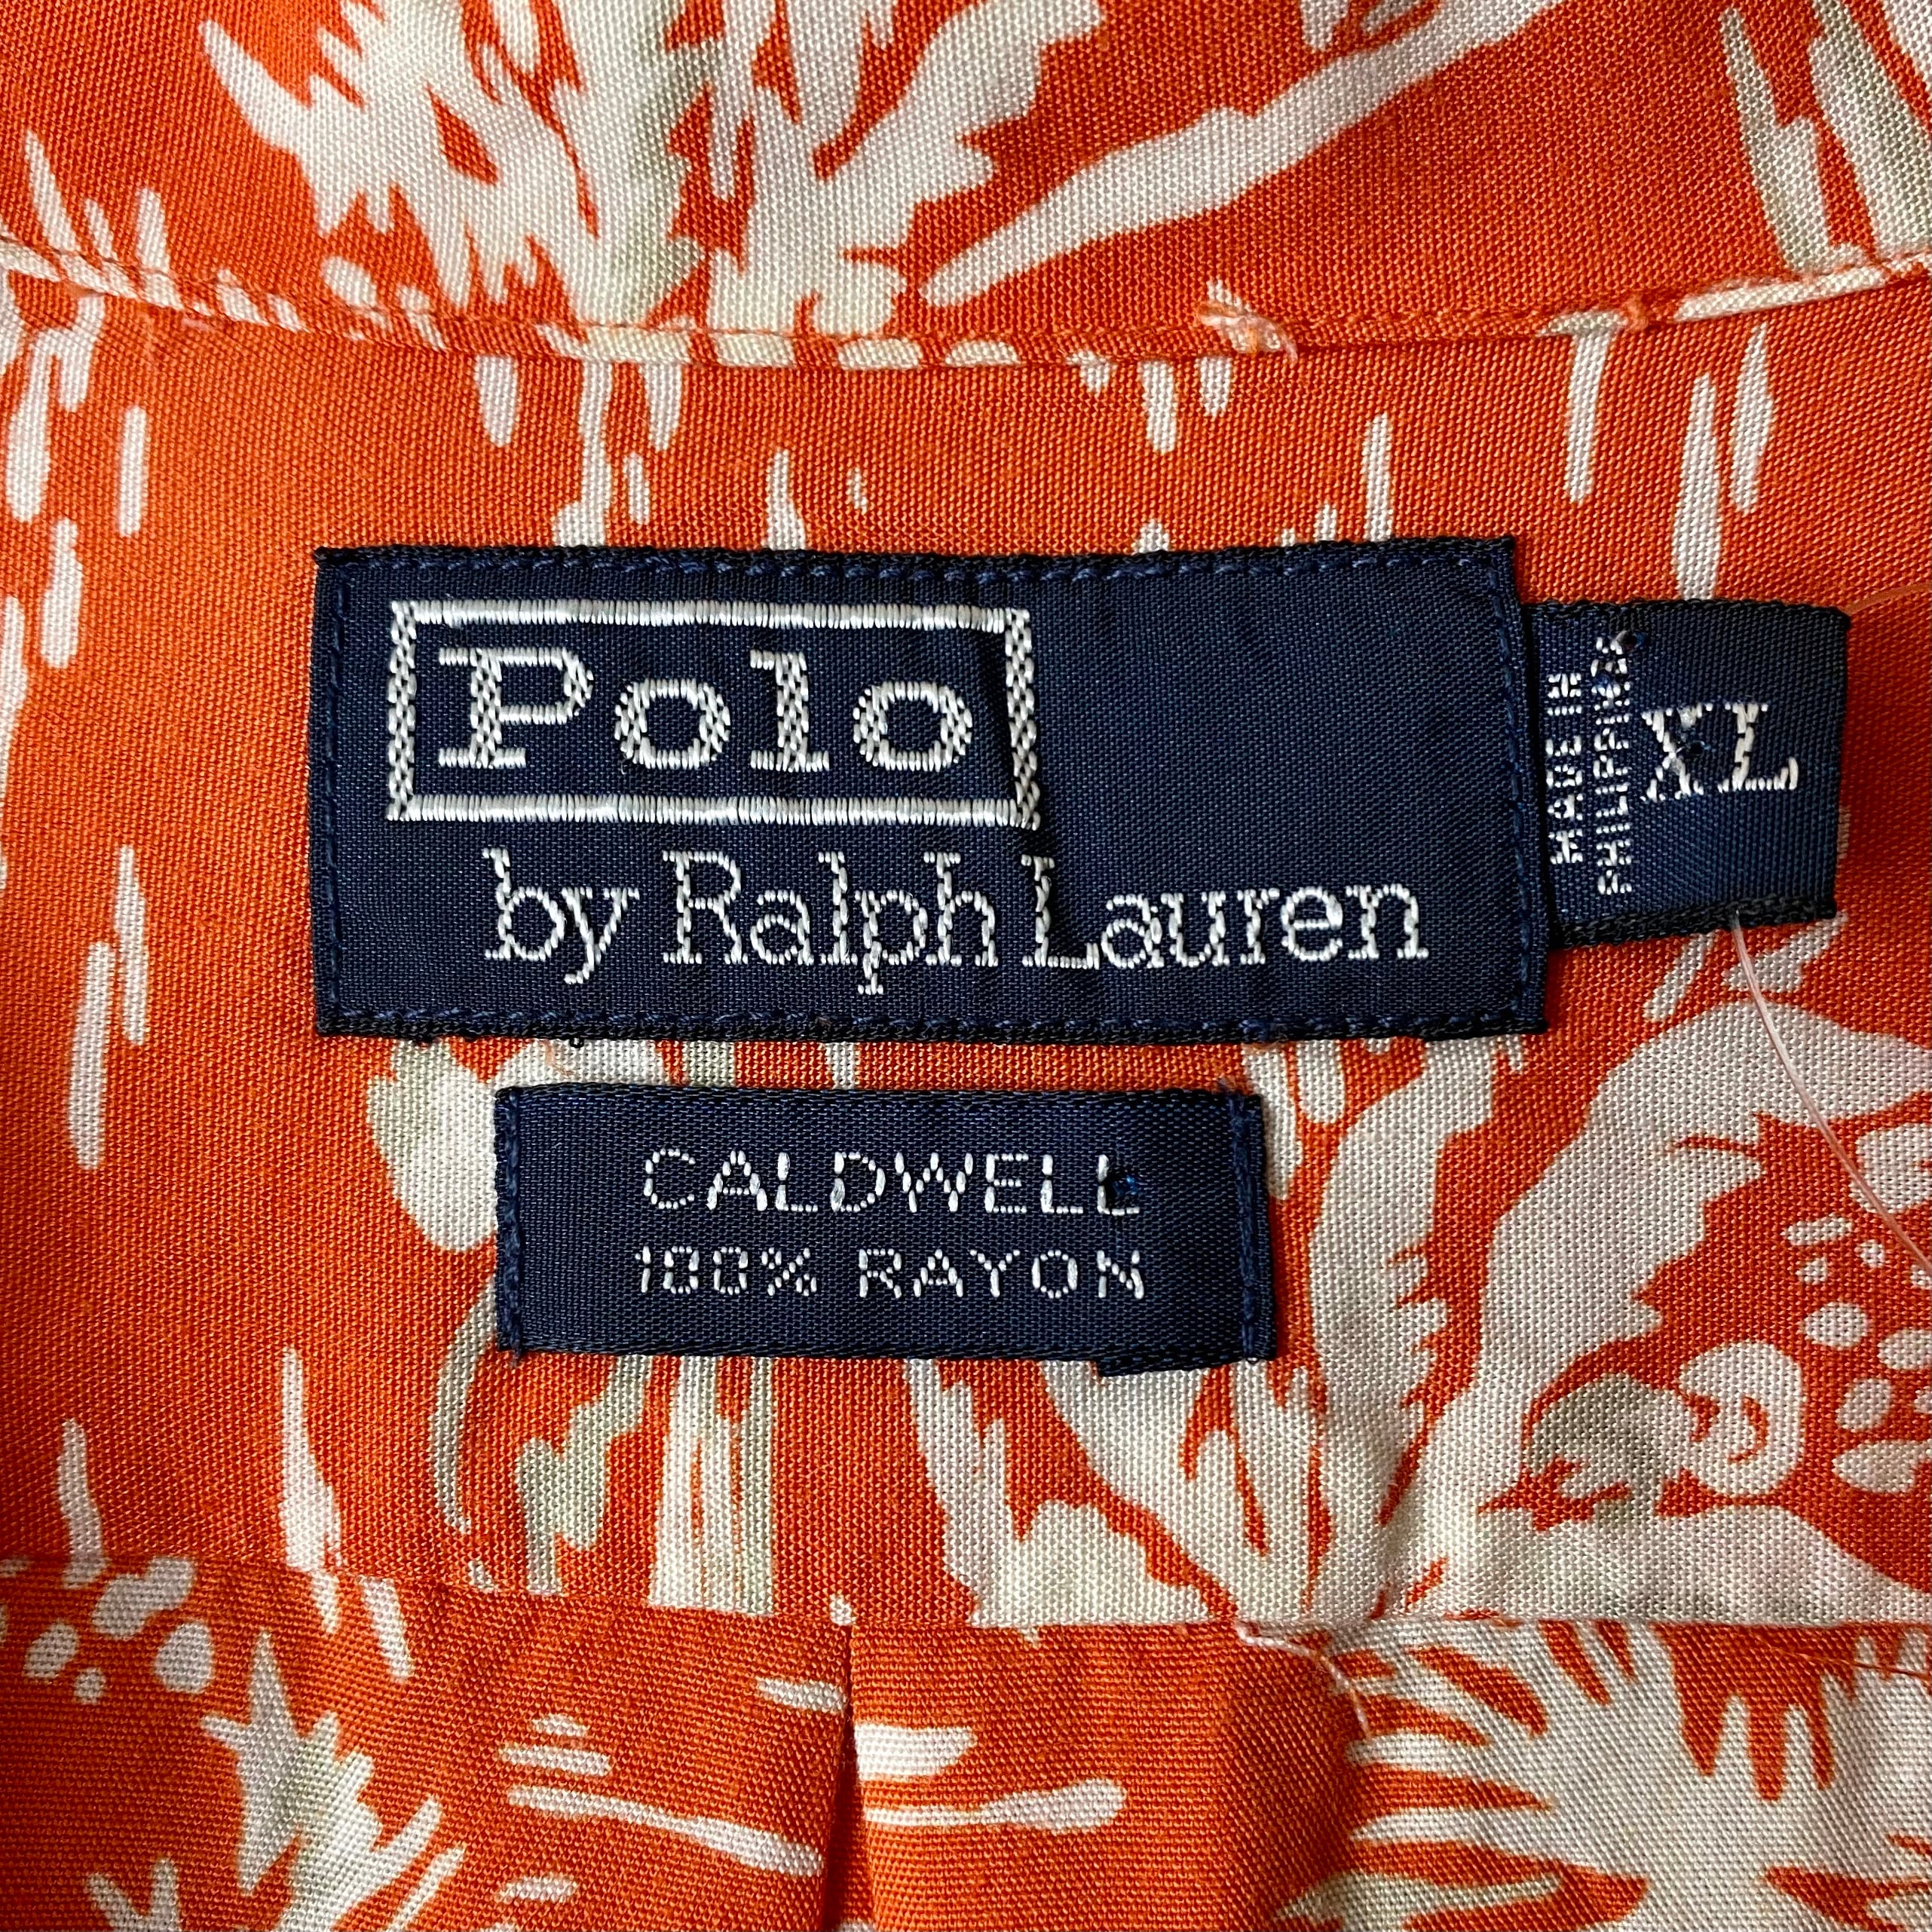 Polo
by Ralph Lauren
MADE IN
PHILIPPINES
XL
CALDWELL
100% RAYON